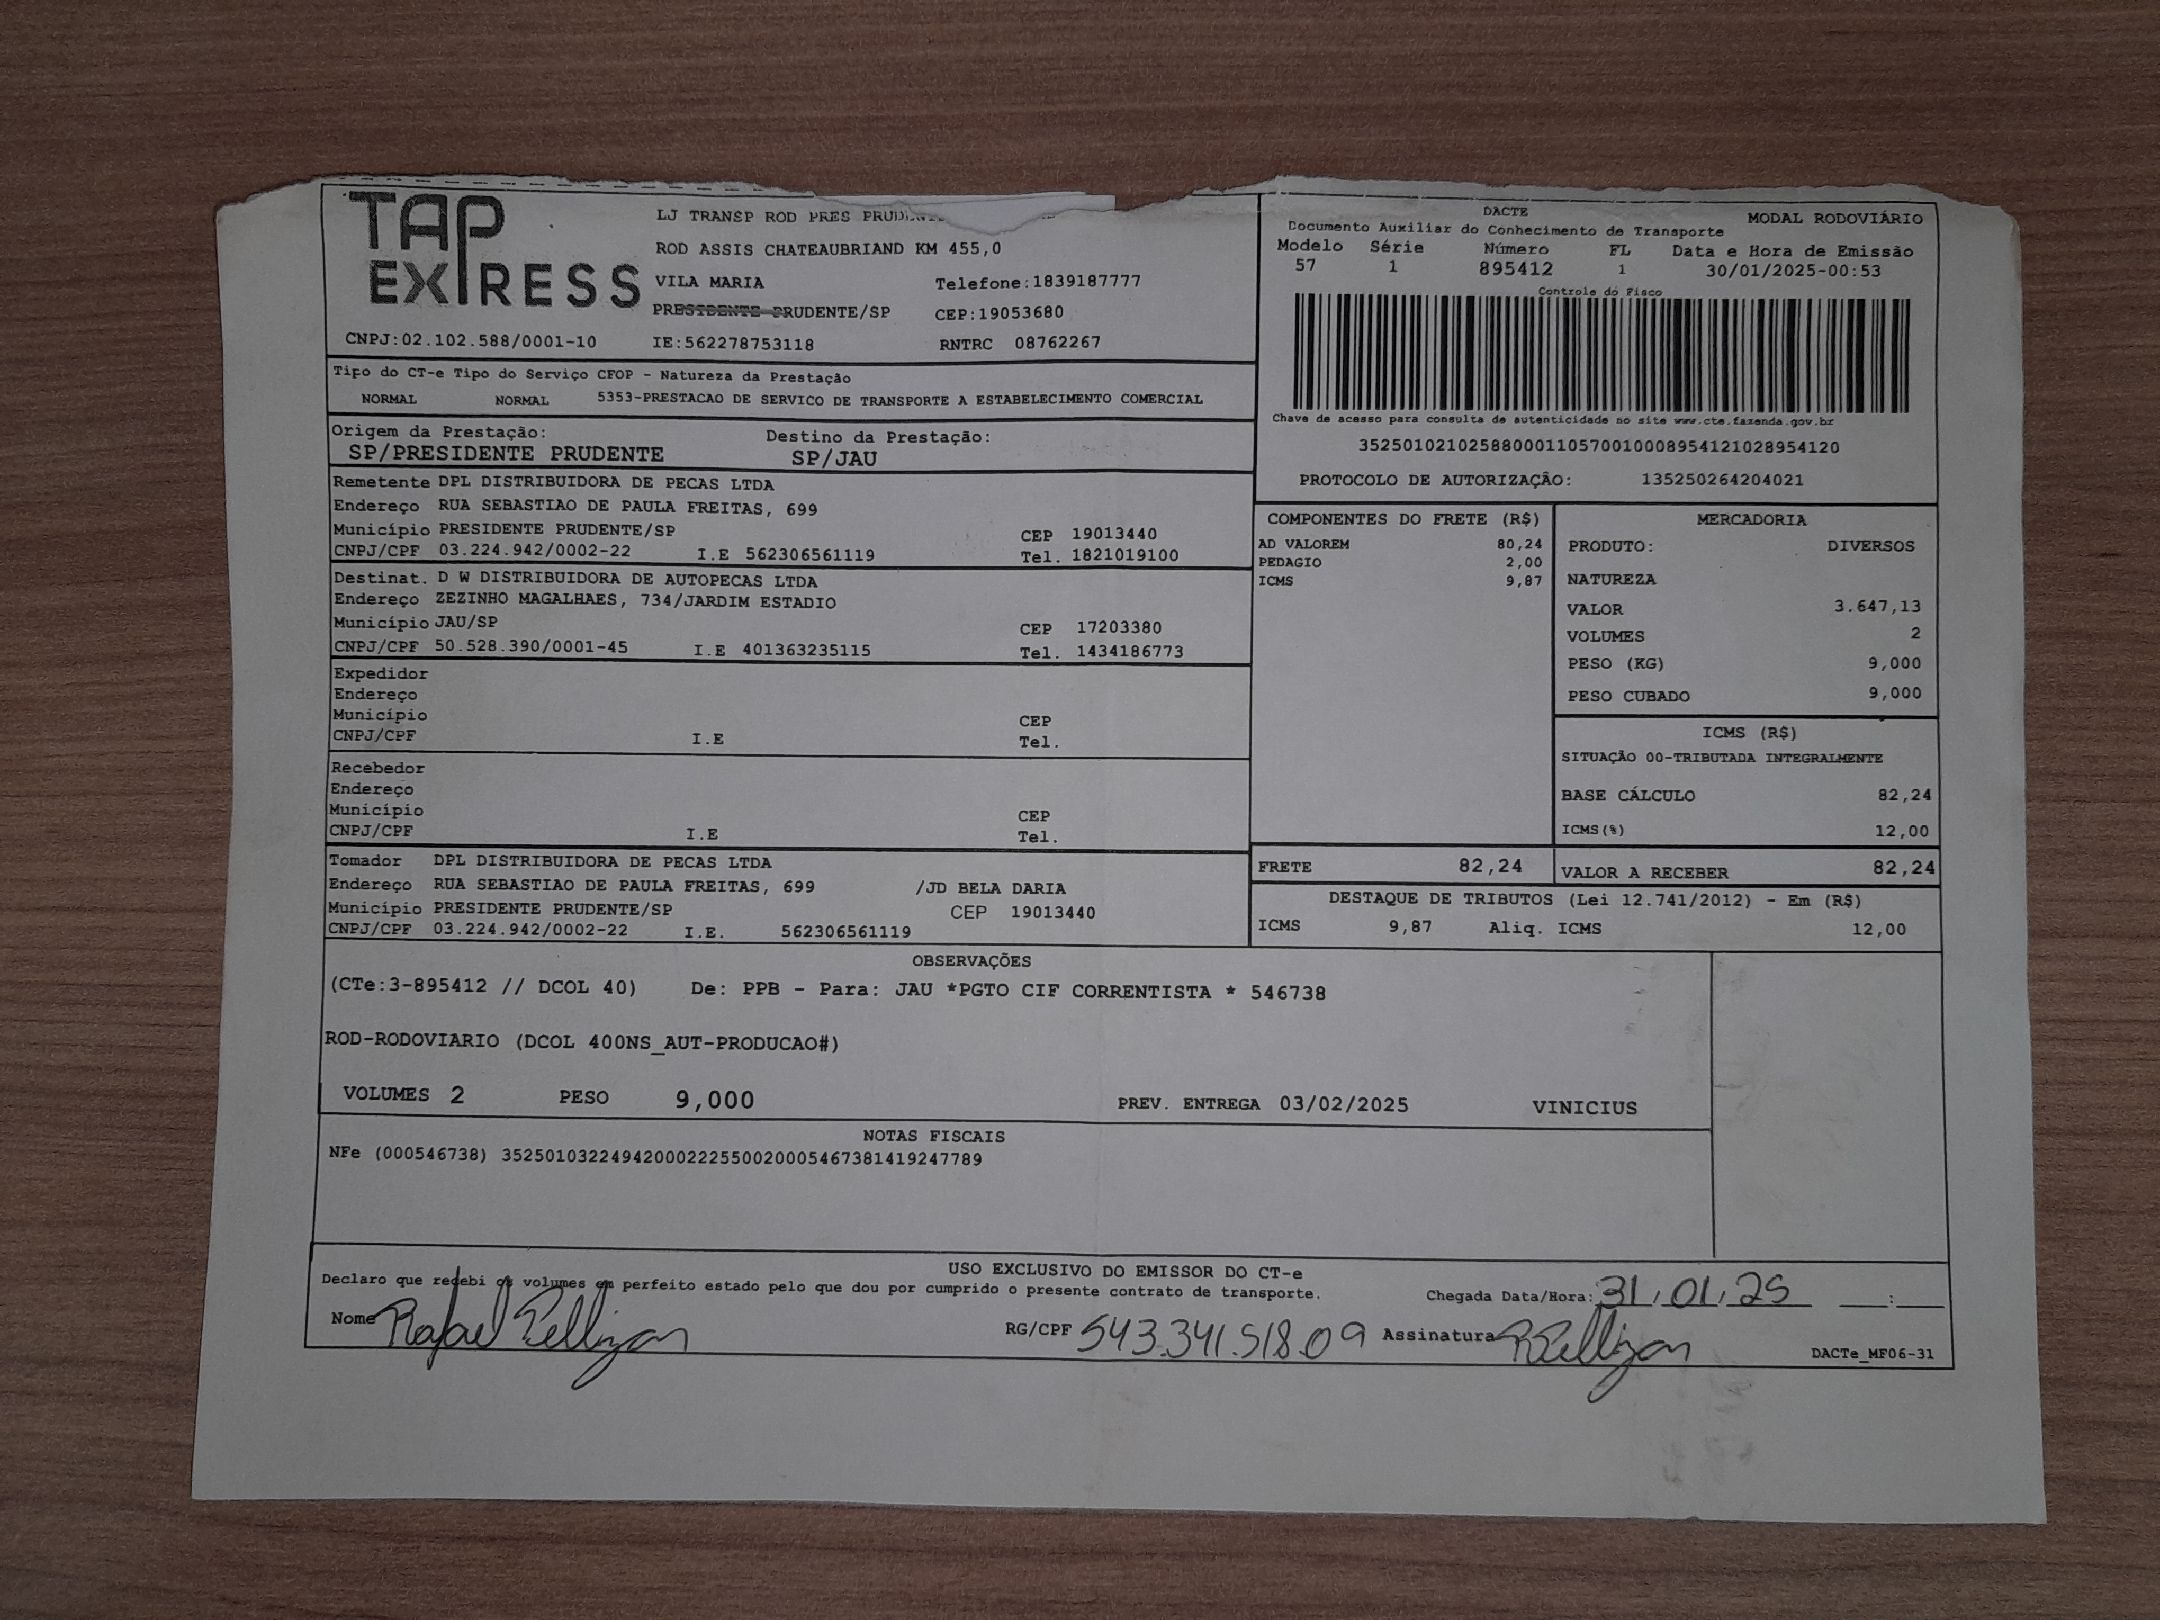 TAP
EXPRESS
LJ TRANSP ROD PRES
ROD ASSIS CHATEAUBRIAND KM 455,0
VILA MARIA Telefone:1839187777
PRESIDENTE PRUDENTE/SP CEP:19053680
CNPJ:02.102.588/0001-10 IE:562278753118 RNTRC 08762267
DACTE MODAL RODOVIÁRIO
Documento Auxiliar do Conhecimento de Transporte
Modelo Série Número FL Data e Hora de Emissão
57 1 895412 1 30/01/2025-00:53
Controle do Fisco
Chave de acesso para consulta de autenticidade no site www.cte.fazenda.gov.br
35250102102588000110570010008954121028954120
PROTOCOLO DE AUTORIZAÇÃO: 135250264204021
Tipo do CT-e Tipo do Serviço CFOP - Natureza da Prestação
NORMAL NORMAL 5353-PRESTACAO DE SERVICO DE TRANSPORTE A ESTABELECIMENTO COMERCIAL
Origem da Prestação: Destino da Prestação:
SP/PRESIDENTE PRUDENTE SP/JAU
Remetente DPL DISTRIBUIDORA DE PECAS LTDA
Endereço RUA SEBASTIAO DE PAULA FREITAS, 699
Município PRESIDENTE PRUDENTE/SP CEP 19013440
CNPJ/CPF 03.224.942/0002-22 I.E 562306561119 Tel. 1821019100
Destinat. D W DISTRIBUIDORA DE AUTOPECAS LTDA
Endereço ZEZINHO MAGALHAES, 734/JARDIM ESTADIO
Município JAU/SP CEP 17203380
CNPJ/CPF 50.528.390/0001-45 I.E 401363235115 Tel. 1434186773
Expedidor
Endereço
Município CEP
CNPJ/CPF I.E Tel.
Recebedor
Endereço
Município CEP
CNPJ/CPF I.E Tel.
Tomador DPL DISTRIBUIDORA DE PECAS LTDA
Endereço RUA SEBASTIAO DE PAULA FREITAS, 699 /JD BELA DARIA
Município PRESIDENTE PRUDENTE/SP CEP 19013440
CNPJ/CPF 03.224.942/0002-22 I.E. 562306561119
COMPONENTES DO FRETE (R$)
AD VALOREM 80,24
PEDAGIO 2,00
ICMS 9,87
MERCADORIA
PRODUTO: DIVERSOS
NATUREZA
VALOR 3.647,13
VOLUMES 2
PESO (KG) 9,000
PESO CUBADO 9,000
ICMS (R$)
SITUAÇÃO 00-TRIBUTADA INTEGRALMENTE
BASE CÁLCULO 82,24
ICMS(%) 12,00
FRETE 82,24 VALOR A RECEBER 82,24
DESTAQUE DE TRIBUTOS (Lei 12.741/2012) - Em (R$)
ICMS 9,87 Aliq. ICMS 12,00
OBSERVAÇÕES
(CTe:3-895412 // DCOL 40) De: PPB - Para: JAU *PGTO CIF CORRENTISTA * 546738
ROD-RODOVIARIO (DCOL 400NS_AUT-PRODUCAO#)
VOLUMES 2 PESO 9,000 PREV. ENTREGA 03/02/2025 VINICIUS
NOTAS FISCAIS
NFe (000546738) 35250103224942000222550020005467381419247789
USO EXCLUSIVO DO EMISSOR DO CT-e
Declaro que recebi os volumes em perfeito estado pelo que dou por cumprido o presente contrato de transporte. Chegada Data/Hora: 31.01.25 __:__
Nome Rafael Pellizon RG/CPF 543.341.518.09 Assinatura RPellizon
DACTe_MF06-31